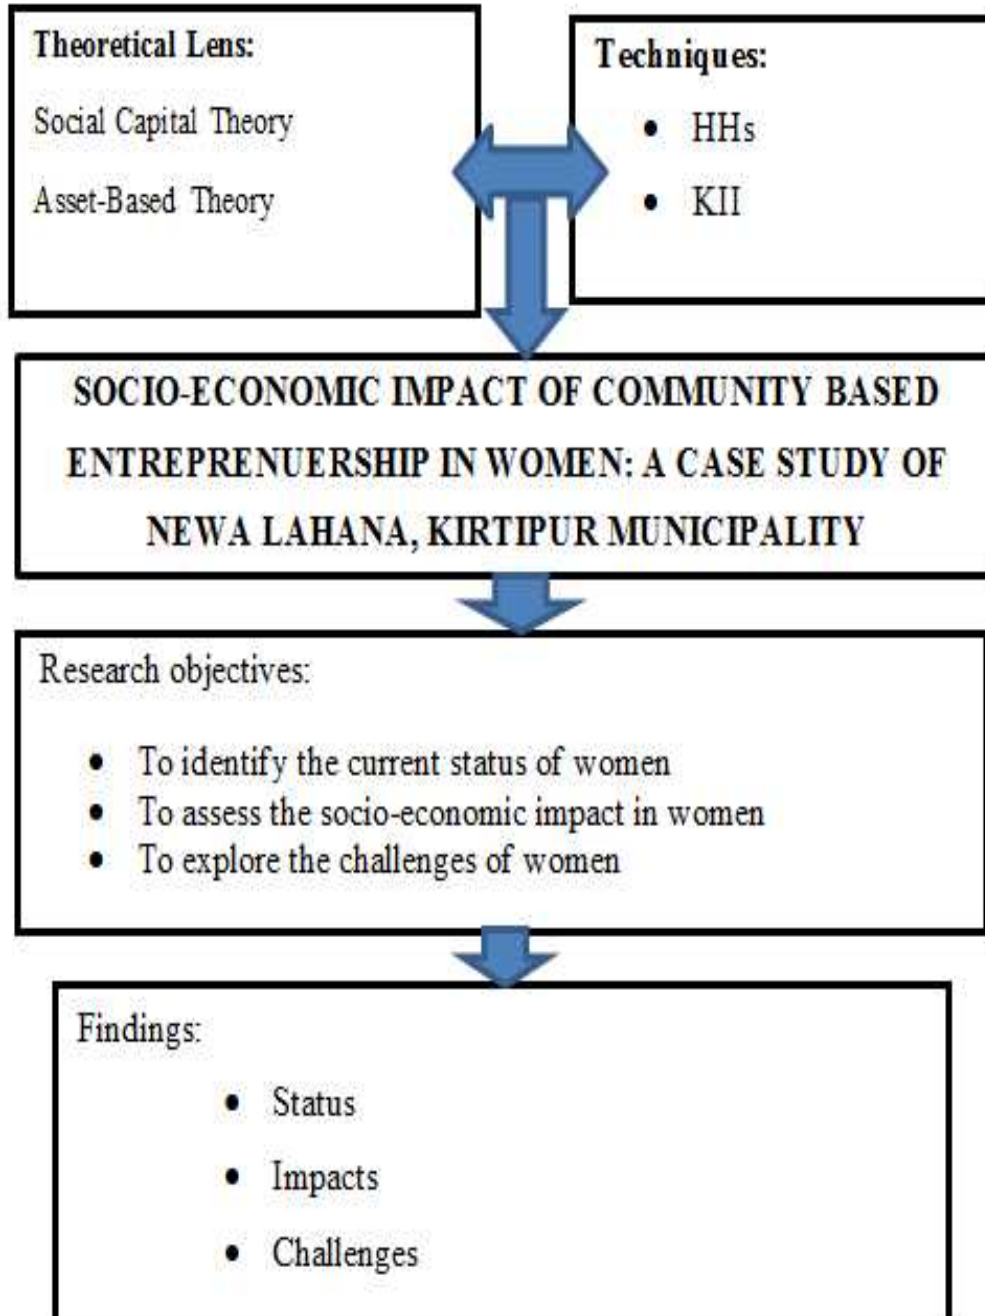 Theoretical Lens:
Social Capital Theory
Asset-Based Theory
Techniques:
• HHs
• KII
SOCIO-ECONOMIC IMPACT OF COMMUNITY BASED
ENTREPRENUERSHIP IN WOMEN: A CASE STUDY OF
NEWA LAHANA, KIRTIPUR MUNICIPALITY
Research objectives:
• To identify the current status of women
• To assess the socio-economic impact in women
• To explore the challenges of women
Findings:
• Status
• Impacts
• Challenges